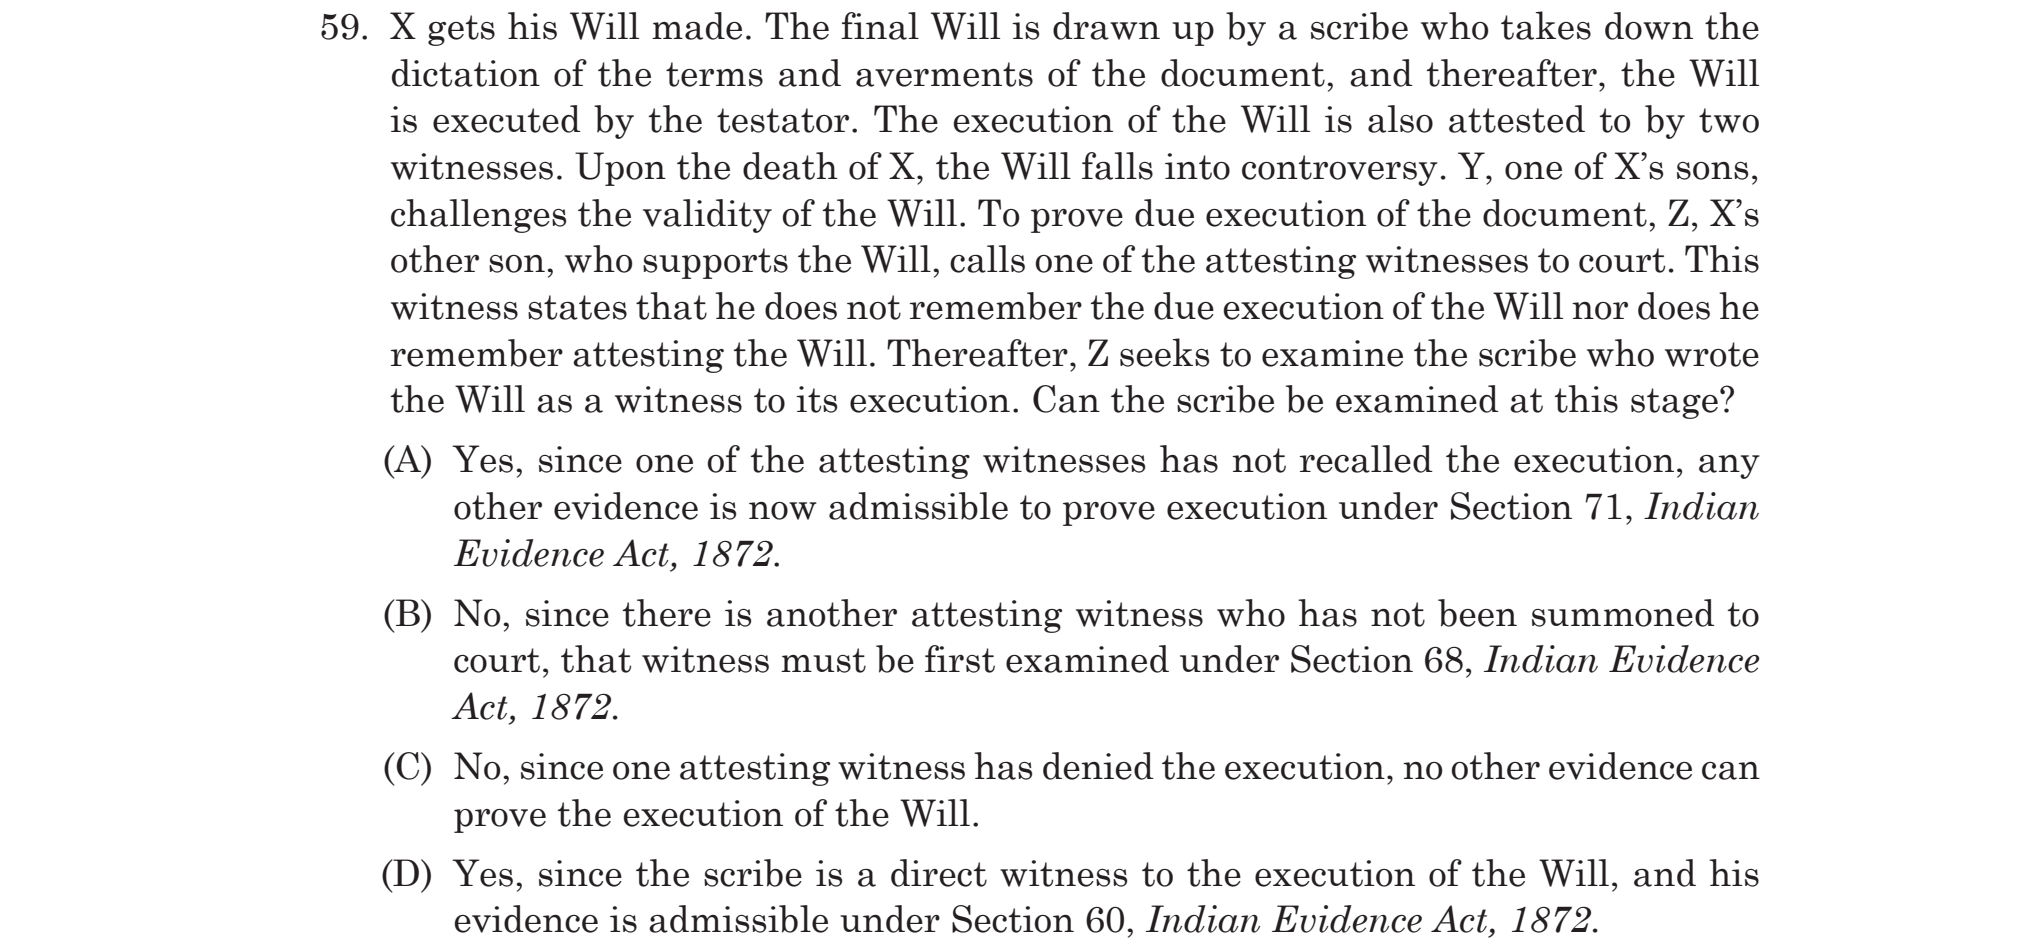 59. X gets his Will made. The final Will is drawn up by a scribe who takes down the
dictation of the terms and averments of the document, and thereafter, the Will
is executed by the testator. The execution of the Will is also attested to by two
witnesses. Upon the death of X, the Will falls into controversy. Y, one of X’s sons,
challenges the validity of the Will. To prove due execution of the document, Z, X’s
other son, who supports the Will, calls one of the attesting witnesses to court. This
witness states that he does not remember the due execution of the Will nor does he
remember attesting the Will. Thereafter, Z seeks to examine the scribe who wrote
the Will as a witness to its execution. Can the scribe be examined at this stage?
(A) Yes, since one of the attesting witnesses has not recalled the execution, any
other evidence is now admissible to prove execution under Section 71, Indian
Evidence Act, 1872.
(B) No, since there is another attesting witness who has not been summoned to
court, that witness must be first examined under Section 68, Indian Evidence
Act, 1872.
(C) No, since one attesting witness has denied the execution, no other evidence can
prove the execution of the Will.
(D) Yes, since the scribe is a direct witness to the execution of the Will, and his
evidence is admissible under Section 60, Indian Evidence Act, 1872.